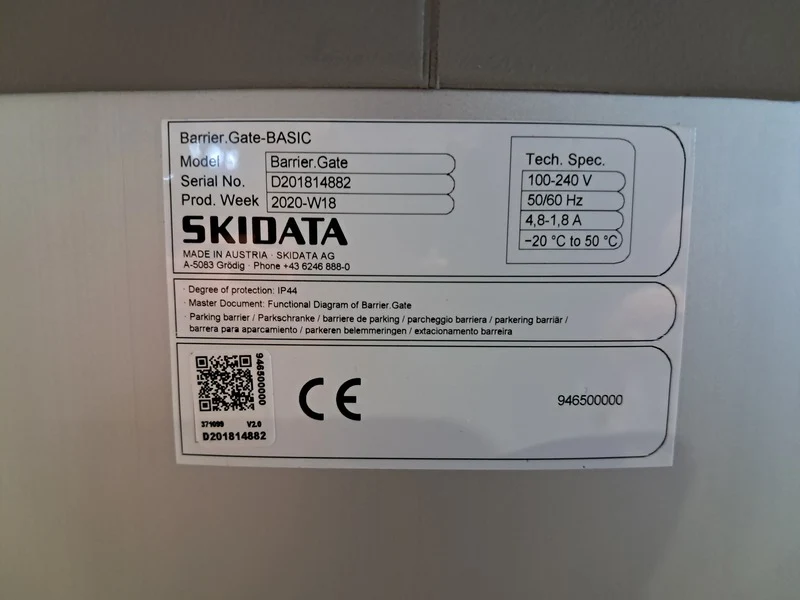 Barrier.Gate-BASIC
Model Barrier.Gate
Serial No. D201814882
Prod. Week 2020-W18
SKIDATA
MADE IN AUSTRIA · SKIDATA AG
A-5083 Grödig · Phone +43 6246 888-0
Tech. Spec.
100-240 V
50/60 Hz
4,8-1,8 A
−20 °C to 50 °C
· Degree of protection: IP44
· Master Document: Functional Diagram of Barrier.Gate
· Parking barrier / Parkschranke / barriere de parking / parcheggio barriera / parkering barriär /
barrera para aparcamiento / parkeren belemmeringen / extacionamento barreira
946500000
371099 V2.0
D201814882
CE
946500000